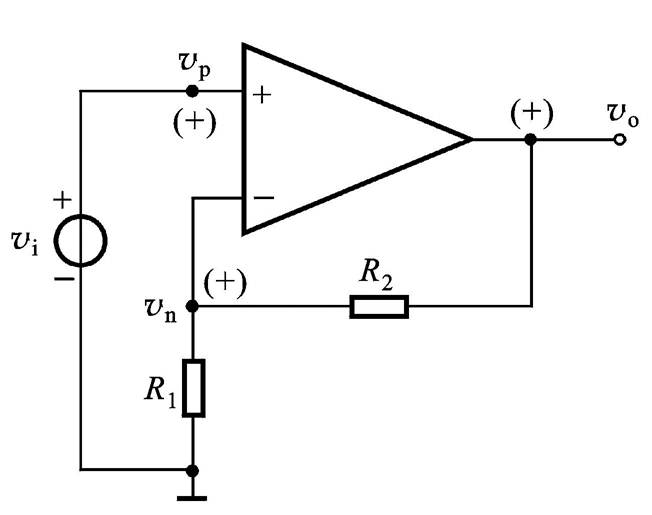 v_p
(+)
+
−
(+)
v_o
+
v_i
−
(+)
v_n
R_2
R_1